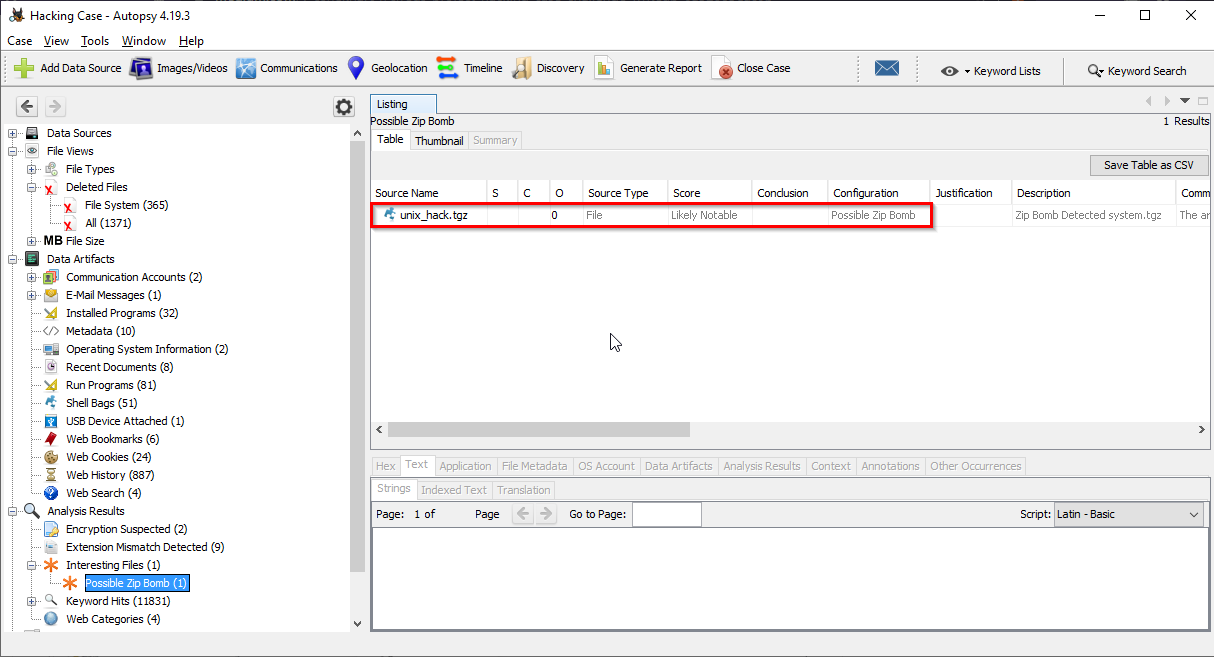 Hacking Case - Autopsy 4.19.3
Case View Tools Window Help
Add Data Source Images/Videos Communications Geolocation Timeline Discovery Generate Report Close Case Keyword Lists Keyword Search
Listing
Possible Zip Bomb 1 Results
Table Thumbnail Summary
Save Table as CSV
Source Name S C O Source Type Score Conclusion Configuration Justification Description Comm
unix_hack.tgz 0 File Likely Notable Possible Zip Bomb Zip Bomb Detected system.tgz The ar
Data Sources
File Views
File Types
Deleted Files
File System (365)
All (1371)
MB File Size
Data Artifacts
Communication Accounts (2)
E-Mail Messages (1)
Installed Programs (32)
Metadata (10)
Operating System Information (2)
Recent Documents (8)
Run Programs (81)
Shell Bags (51)
USB Device Attached (1)
Web Bookmarks (6)
Web Cookies (24)
Web History (887)
Web Search (4)
Analysis Results
Encryption Suspected (2)
Extension Mismatch Detected (9)
Interesting Files (1)
Possible Zip Bomb (1)
Keyword Hits (11831)
Web Categories (4)
Hex Text Application File Metadata OS Account Data Artifacts Analysis Results Context Annotations Other Occurrences
Strings Indexed Text Translation
Page: 1 of Page Go to Page: Script: Latin - Basic